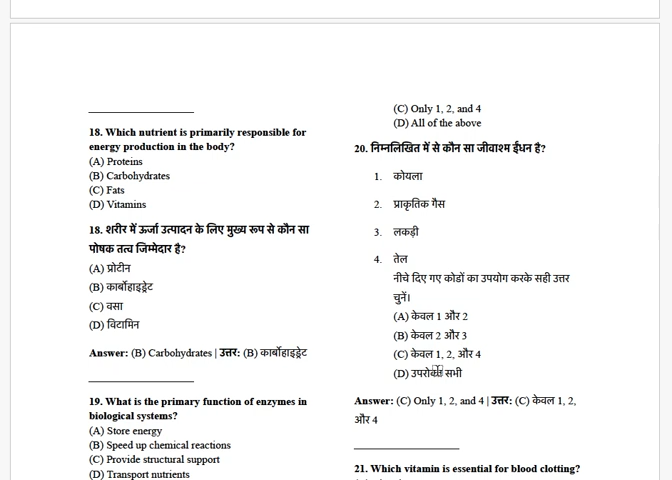 18. Which nutrient is primarily responsible for
energy production in the body?
(A) Proteins
(B) Carbohydrates
(C) Fats
(D) Vitamins
18. शरीर में ऊर्जा उत्पादन के लिए मुख्य रूप से कौन सा
पोषक तत्व जिम्मेदार है?
(A) प्रोटीन
(B) कार्बोहाइड्रेट
(C) वसा
(D) विटामिन
Answer: (B) Carbohydrates | उत्तर: (B) कार्बोहाइड्रेट
19. What is the primary function of enzymes in
biological systems?
(A) Store energy
(B) Speed up chemical reactions
(C) Provide structural support
(D) Transport nutrients
(C) Only 1, 2, and 4
(D) All of the above
20. निम्नलिखित में से कौन सा जीवाश्म ईंधन है?
1. कोयला
2. प्राकृतिक गैस
3. लकड़ी
4. तेल
नीचे दिए गए कोडों का उपयोग करके सही उत्तर
चुनें।
(A) केवल 1 और 2
(B) केवल 2 और 3
(C) केवल 1, 2, और 4
(D) उपरोक्त सभी
Answer: (C) Only 1, 2, and 4 | उत्तर: (C) केवल 1, 2,
और 4
21. Which vitamin is essential for blood clotting?